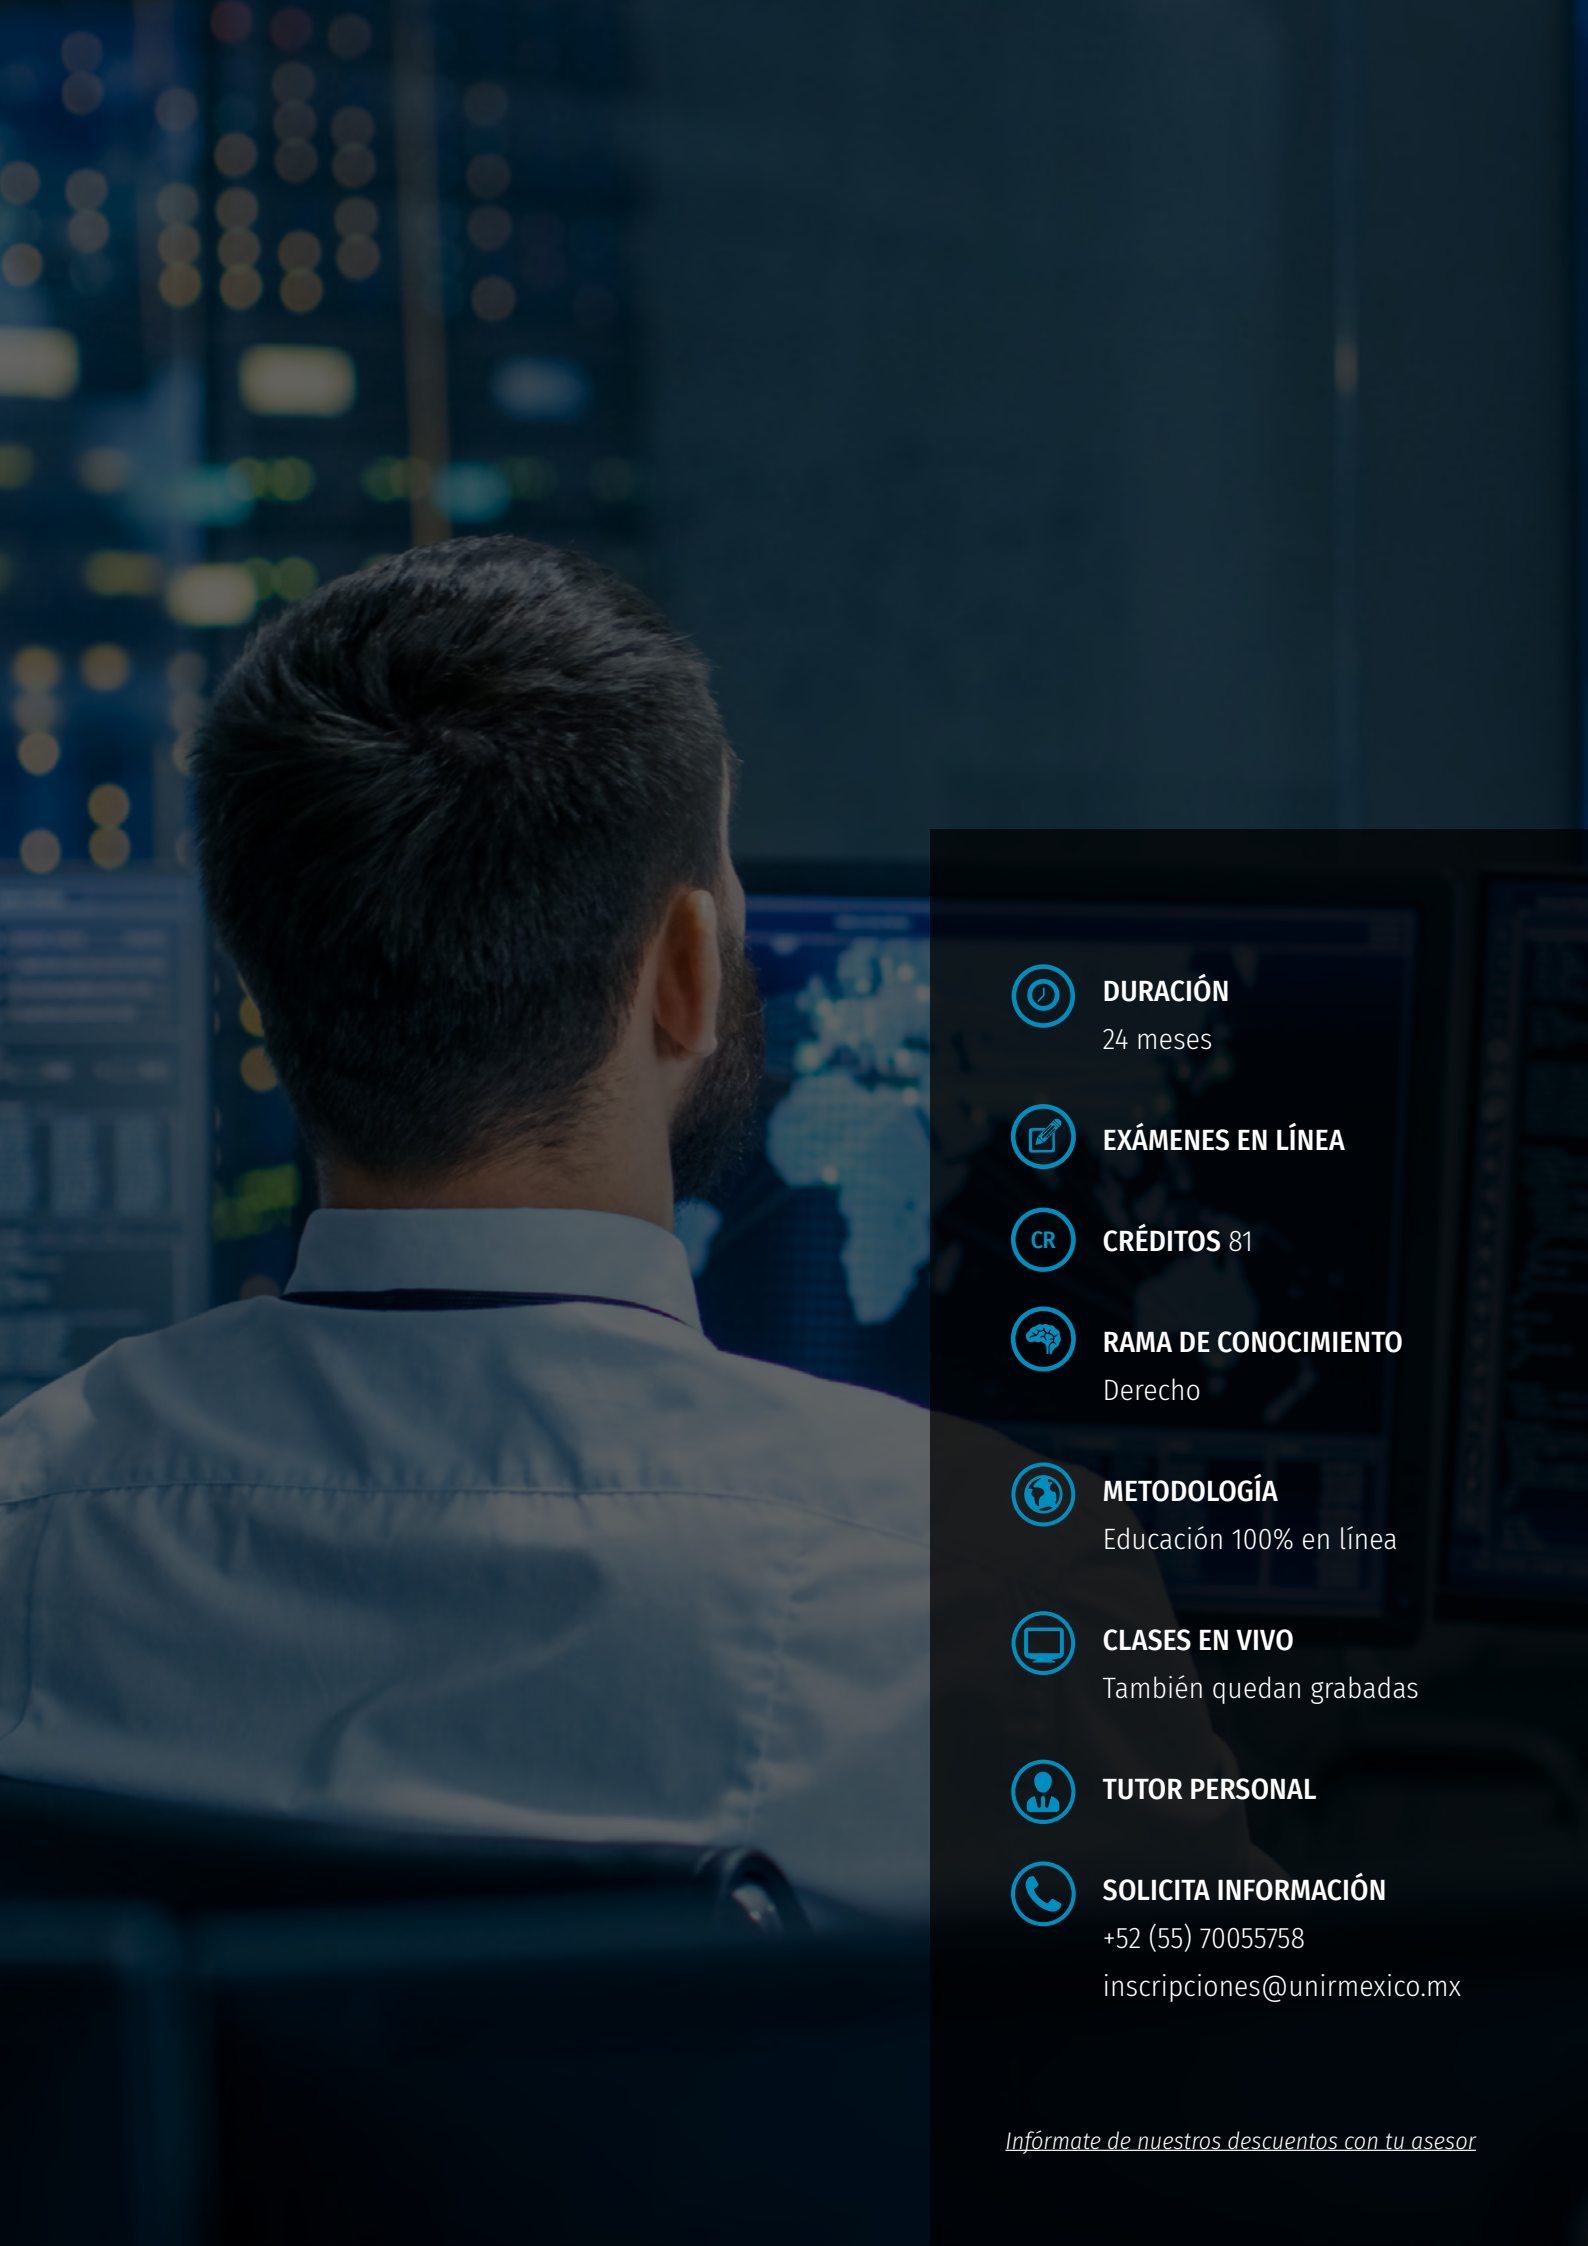 DURACIÓN
24 meses
EXÁMENES EN LÍNEA
CR
CRÉDITOS 81
RAMA DE CONOCIMIENTO
Derecho
METODOLOGÍA
Educación 100% en línea
CLASES EN VIVO
También quedan grabadas
TUTOR PERSONAL
SOLICITA INFORMACIÓN
+52 (55) 70055758
inscripciones@unirmexico.mx
Infórmate de nuestros descuentos con tu asesor